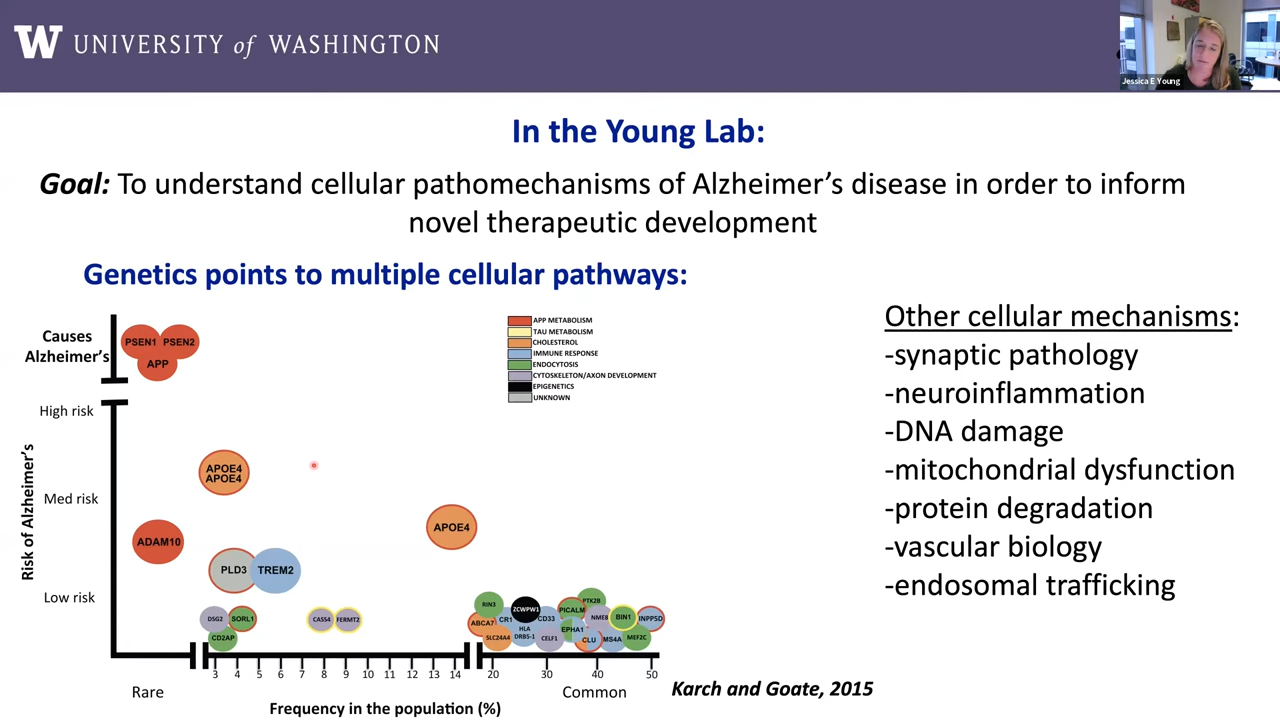 W UNIVERSITY of WASHINGTON
Jessica E Young
In the Young Lab:
Goal: To understand cellular pathomechanisms of Alzheimer’s disease in order to inform
novel therapeutic development
Genetics points to multiple cellular pathways:
Causes
Alzheimer’s
High risk
Med risk
Low risk
Risk of Alzheimer’s
PSEN1 PSEN2
APP
APP METABOLISM
TAU METABOLISM
CHOLESTEROL
IMMUNE RESPONSE
ENDOCYTOSIS
CYTOSKELETON/AXON DEVELOPMENT
EPIGENETICS
UNKNOWN
APOE4
APOE4
APOE4
ADAM10
PLD3 TREM2
DSG2 SORL1
CD2AP
CASS4 FERMT2
RIN3
ZCWPW1
PTK2B
PICALM
ABCA7
CR1
CD33
NME8
BIN1
INPP5D
HLA
DRB5-1
EPHA1
SLC24A4
CELF1
CLU
MS4A
MEF2C
3 4 5 6 7 8 9 10 11 12 13 14 20 30 40 50
Rare
Common
Frequency in the population (%)
Karch and Goate, 2015
Other cellular mechanisms:
-synaptic pathology
-neuroinflammation
-DNA damage
-mitochondrial dysfunction
-protein degradation
-vascular biology
-endosomal trafficking